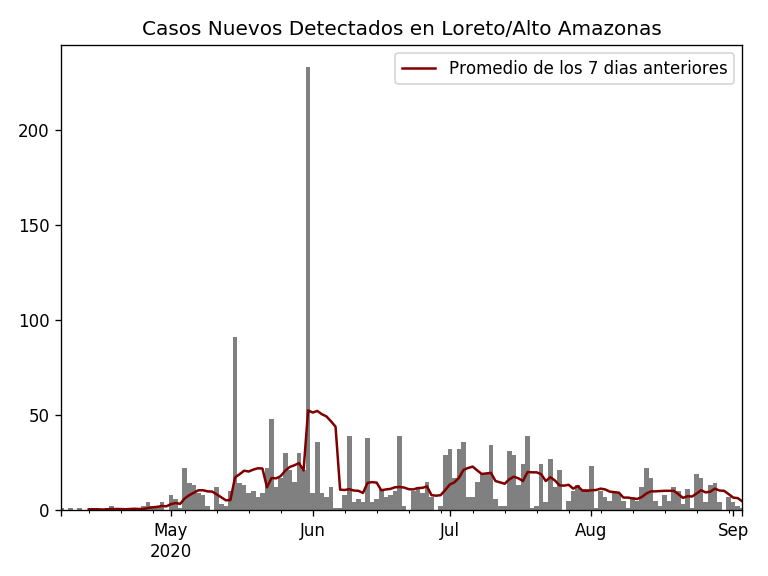 Casos Nuevos Detectados en Loreto/Alto Amazonas
Promedio de los 7 dias anteriores
200
150
100
50
0
May Jun Jul Aug Sep
2020